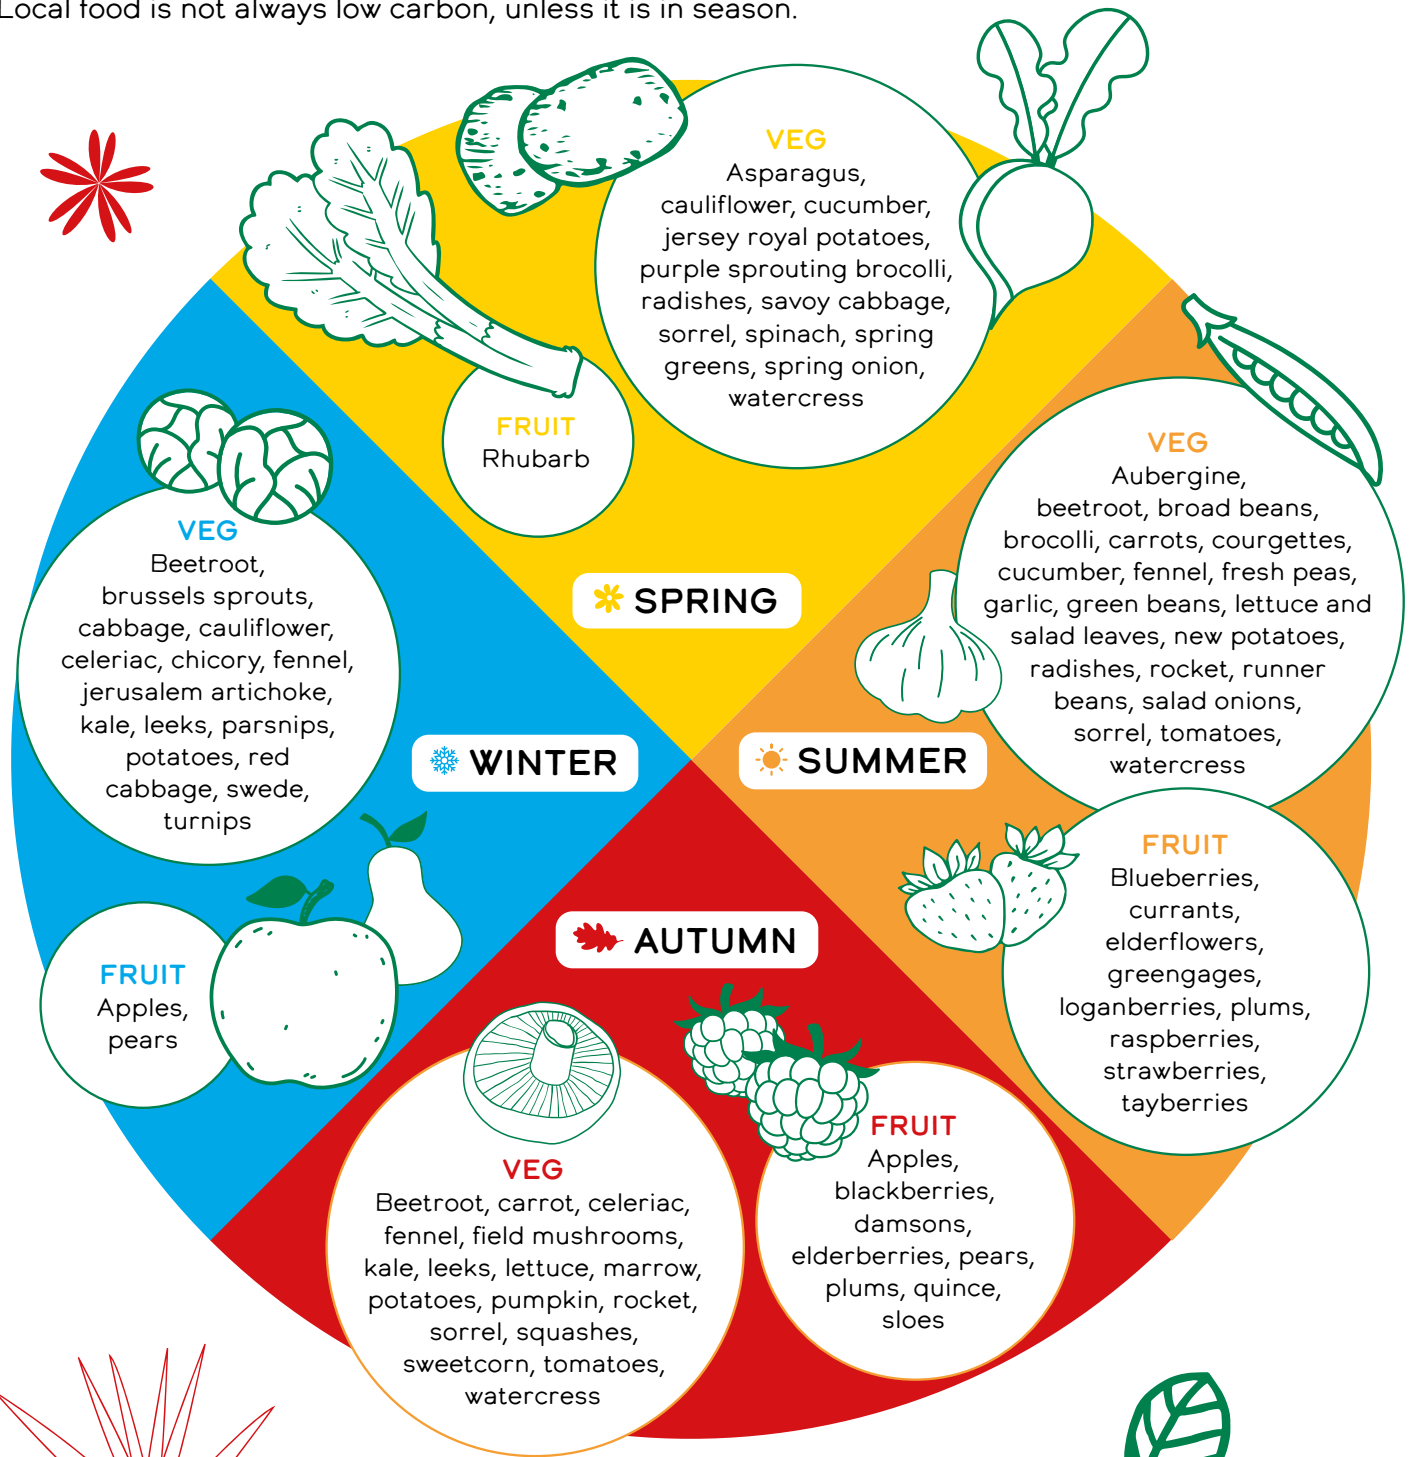 Local food is not always low carbon, unless it is in season.
VEG
Asparagus,
cauliflower, cucumber,
jersey royal potatoes,
purple sprouting brocolli,
radishes, savoy cabbage,
sorrel, spinach, spring
greens, spring onion,
watercress
FRUIT
Rhubarb
SPRING
VEG
Aubergine,
beetroot, broad beans,
brocolli, carrots, courgettes,
cucumber, fennel, fresh peas,
garlic, green beans, lettuce and
salad leaves, new potatoes,
radishes, rocket, runner
beans, salad onions,
sorrel, tomatoes,
watercress
SUMMER
FRUIT
Blueberries,
currants,
elderflowers,
greengages,
loganberries, plums,
raspberries,
strawberries,
tayberries
VEG
Beetroot,
brussels sprouts,
cabbage, cauliflower,
celeriac, chicory, fennel,
jerusalem artichoke,
kale, leeks, parsnips,
potatoes, red
cabbage, swede,
turnips
WINTER
FRUIT
Apples,
pears
AUTUMN
VEG
Beetroot, carrot, celeriac,
fennel, field mushrooms,
kale, leeks, lettuce, marrow,
potatoes, pumpkin, rocket,
sorrel, squashes,
sweetcorn, tomatoes,
watercress
FRUIT
Apples,
blackberries,
damsons,
elderberries, pears,
plums, quince,
sloes